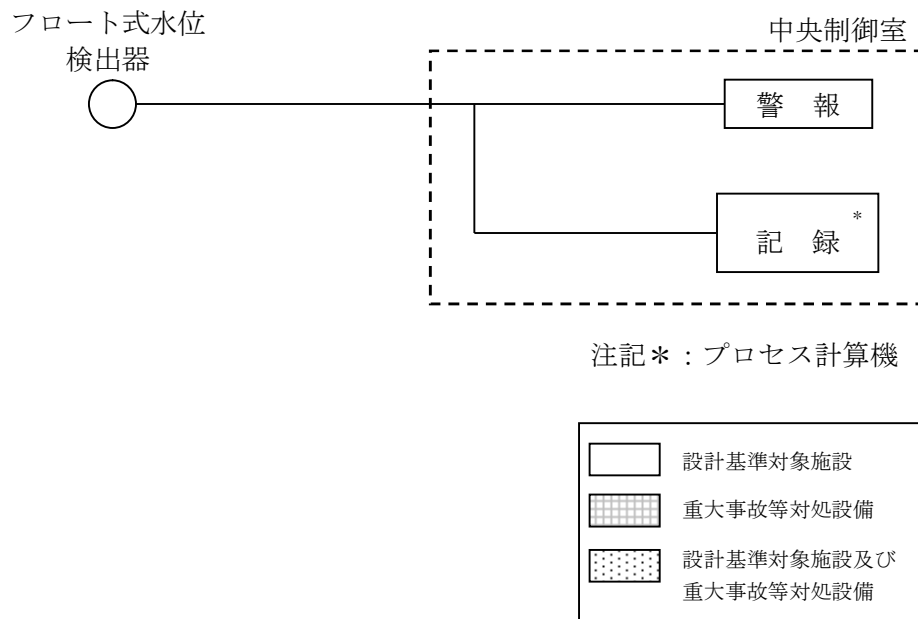 フロート式水位
検出器
中央制御室
警 報
記 録 *
注記＊：プロセス計算機
設計基準対象施設
重大事故等対処設備
設計基準対象施設及び
重大事故等対処設備